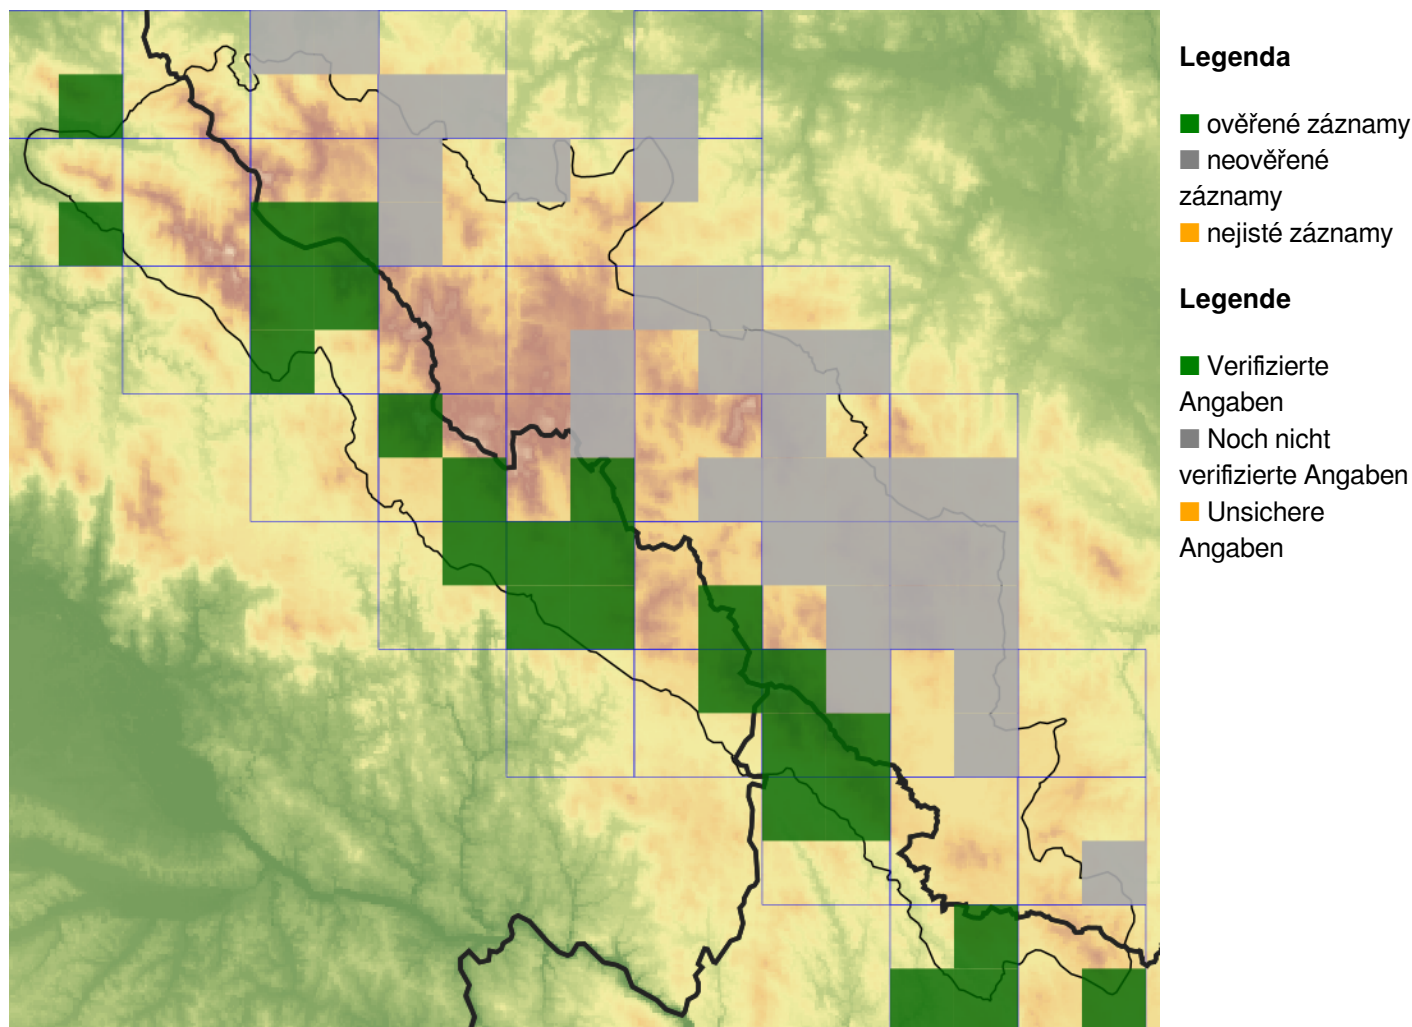 Legenda
ověřené záznamy
neověřené
záznamy
nejisté záznamy
Legende
Verifizierte
Angaben
Noch nicht
verifizierte Angaben
Unsichere
Angaben